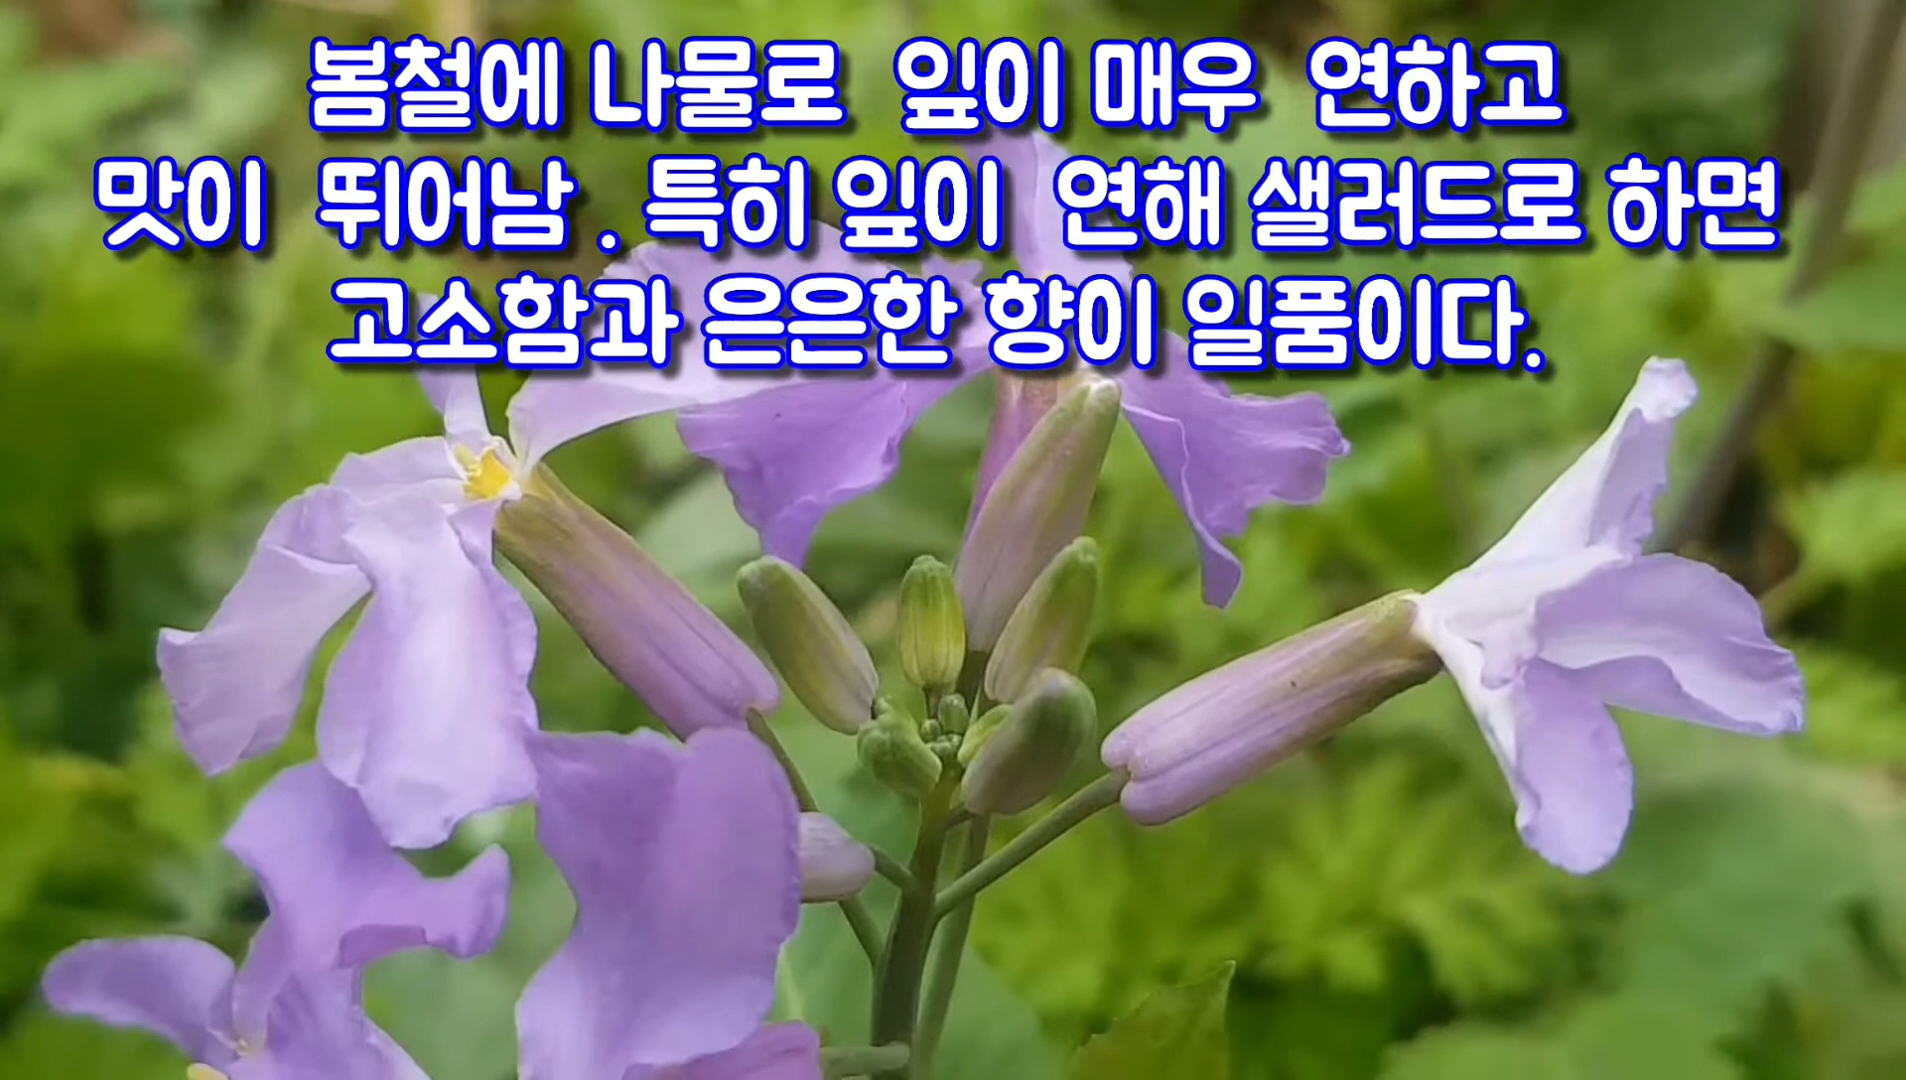 봄철에 나물로 잎이 매우 연하고
맛이 뛰어남. 특히 잎이 연해 샐러드로 하면
고소함과 은은한 향이 일품이다.